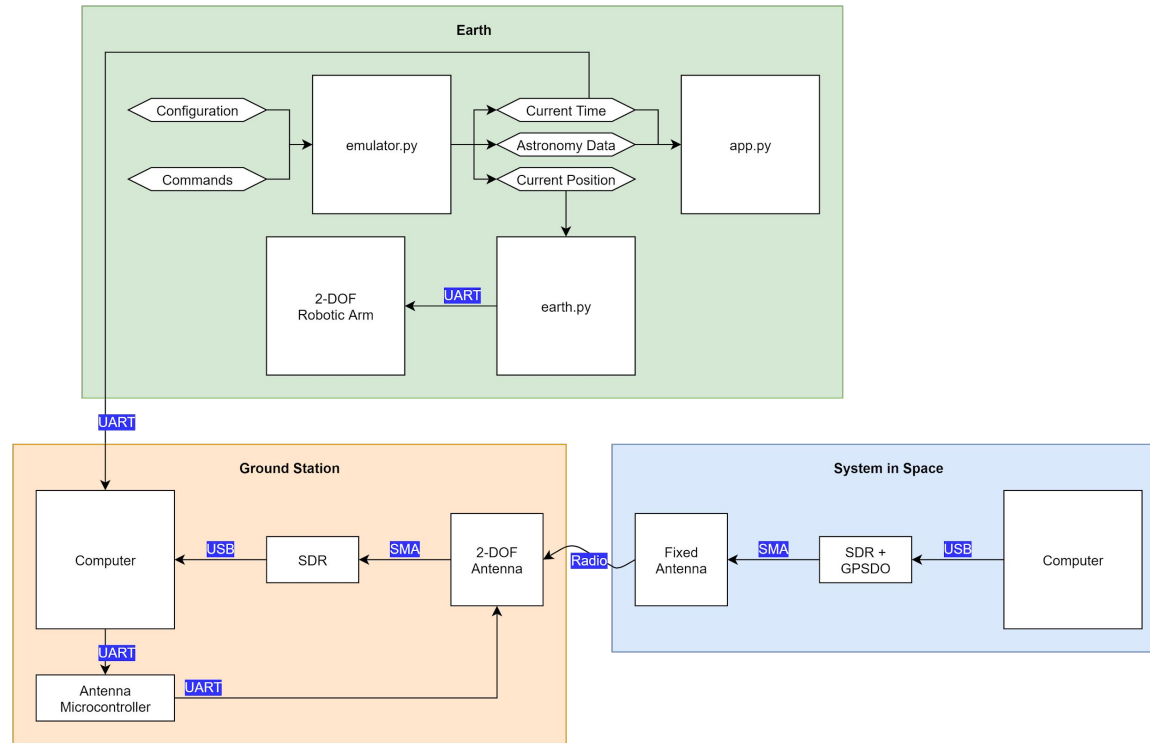 Earth
Configuration
Commands
emulator.py
Current Time
Astronomy Data
Current Position
app.py
2-DOF
Robotic Arm
UART
earth.py
UART
Ground Station
Computer
USB
SDR
SMA
2-DOF
Antenna
UART
Antenna
Microcontroller
UART
Radio
System in Space
Fixed
Antenna
SMA
SDR +
GPSDO
USB
Computer